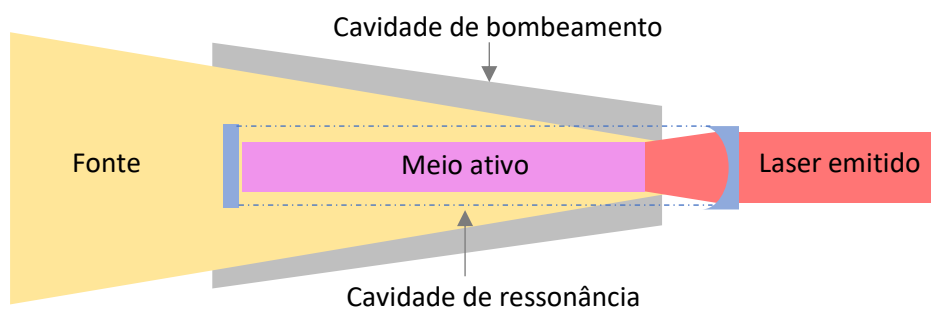 Cavidade de bombeamento
Fonte
Meio ativo
Laser emitido
Cavidade de ressonância